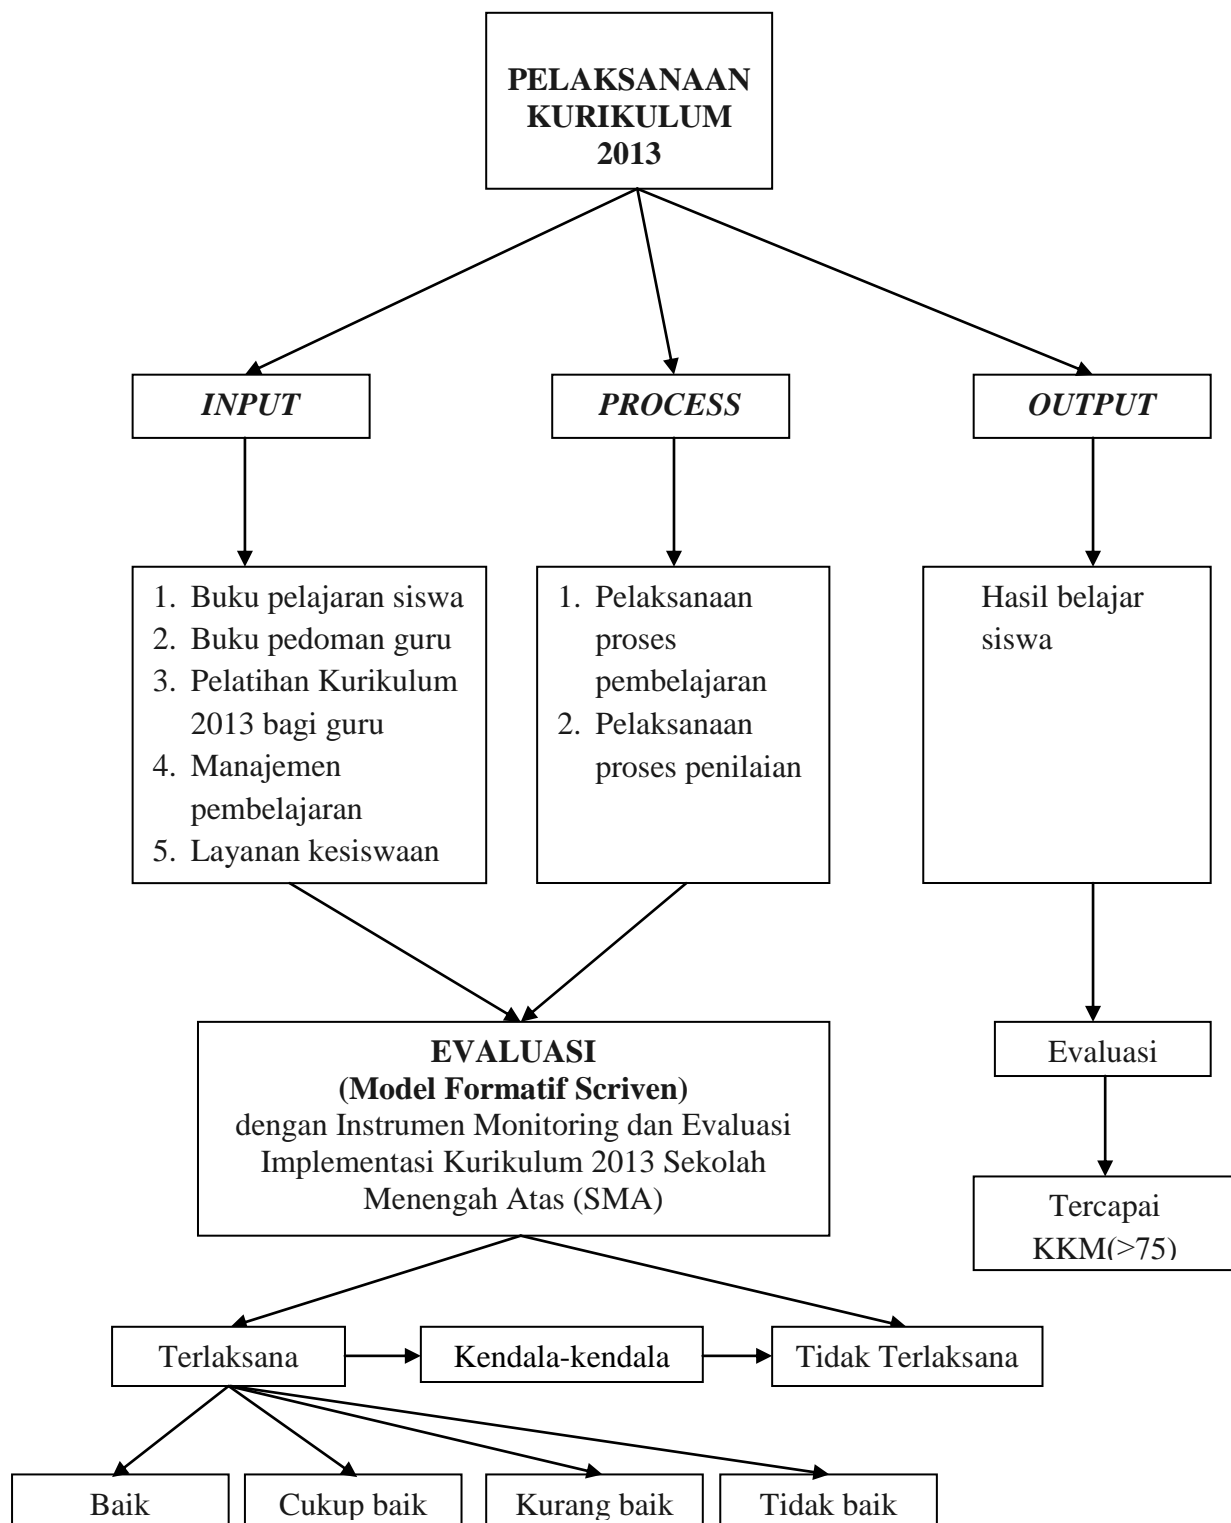 PELAKSANAAN
KURIKULUM
2013
INPUT
PROCESS
OUTPUT
1. Buku pelajaran siswa
2. Buku pedoman guru
3. Pelatihan Kurikulum
2013 bagi guru
4. Manajemen
pembelajaran
5. Layanan kesiswaan
1. Pelaksanaan
proses
pembelajaran
2. Pelaksanaan
proses penilaian
Hasil belajar
siswa
EVALUASI
(Model Formatif Scriven)
dengan Instrumen Monitoring dan Evaluasi
Implementasi Kurikulum 2013 Sekolah
Menengah Atas (SMA)
Evaluasi
Tercapai
KKM(>75)
Terlaksana
Kendala-kendala
Tidak Terlaksana
Baik
Cukup baik
Kurang baik
Tidak baik